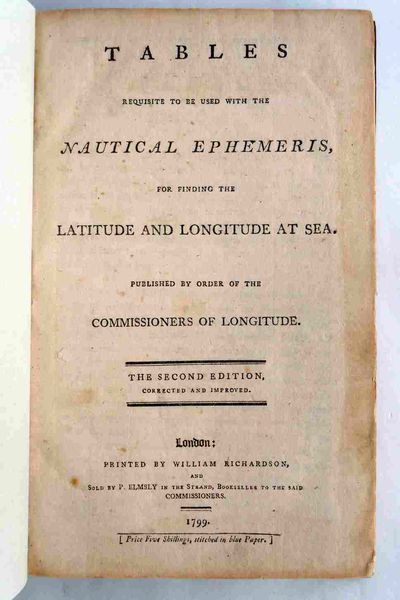 TABLES
REQUISITE TO BE USED WITH THE
NAUTICAL EPHEMERIS,
FOR FINDING THE
LATITUDE AND LONGITUDE AT SEA.
PUBLISHED BY ORDER OF THE
COMMISSIONERS OF LONGITUDE.
THE SECOND EDITION,
CORRECTED AND IMPROVED.
London:
PRINTED BY WILLIAM RICHARDSON,
AND
SOLD BY P. ELMSLY IN THE STRAND, BOOKSELLER TO THE SAID
COMMISSIONERS.
1799.
[ Price Five Shillings, stitched in blue Paper. ]